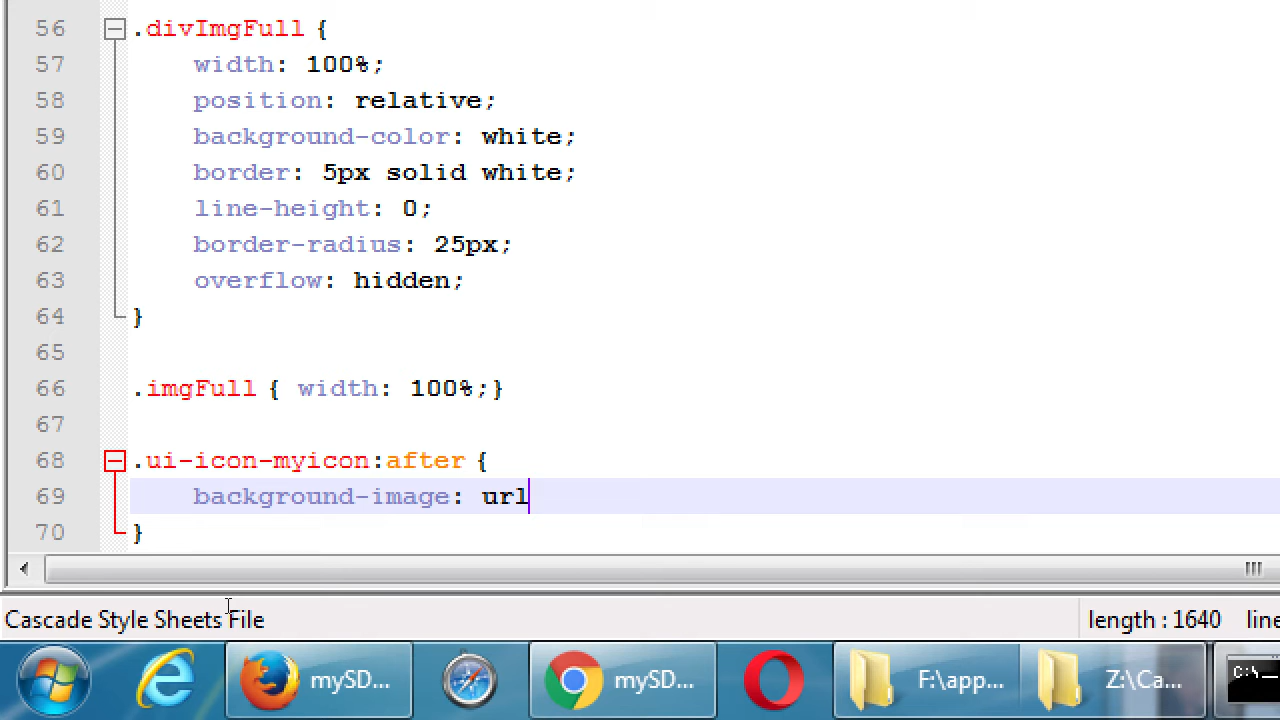 56 .divImgFull {
57 width: 100%;
58 position: relative;
59 background-color: white;
60 border: 5px solid white;
61 line-height: 0;
62 border-radius: 25px;
63 overflow: hidden;
64 }
65
66 .imgFull { width: 100%;}
67
68 .ui-icon-myicon:after {
69 background-image: url
70 }
Cascade Style Sheets File length : 1640 line
mySD... mySD... F:\app... Z:\Ca... C:\